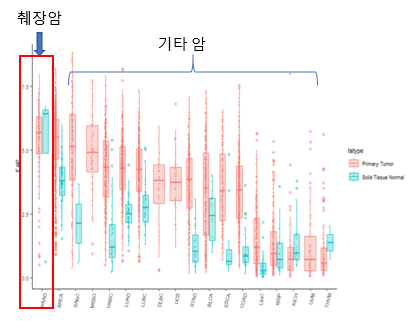 췌장암
기타 암
7.5
5.0
2.5
0.0
tstype
Primary Tumor
Solid Tissue Normal
PAAD
BRCA
SARC
MESO
HNSC
LUAD
LUSC
DLBC
UCS
STAD
BLCA
ESCA
COAD
LIHC
KIRP
KICH
UVM
THYM